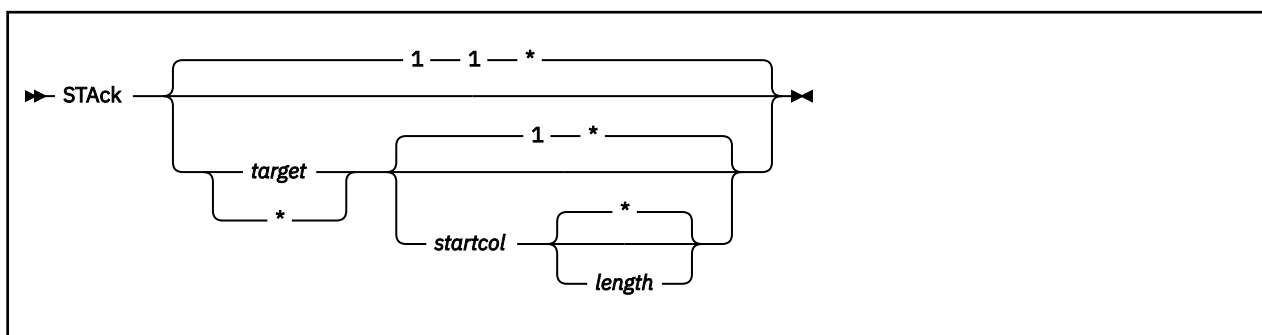 1 1 *
STAck
1 *
target
*
*
startcol
length